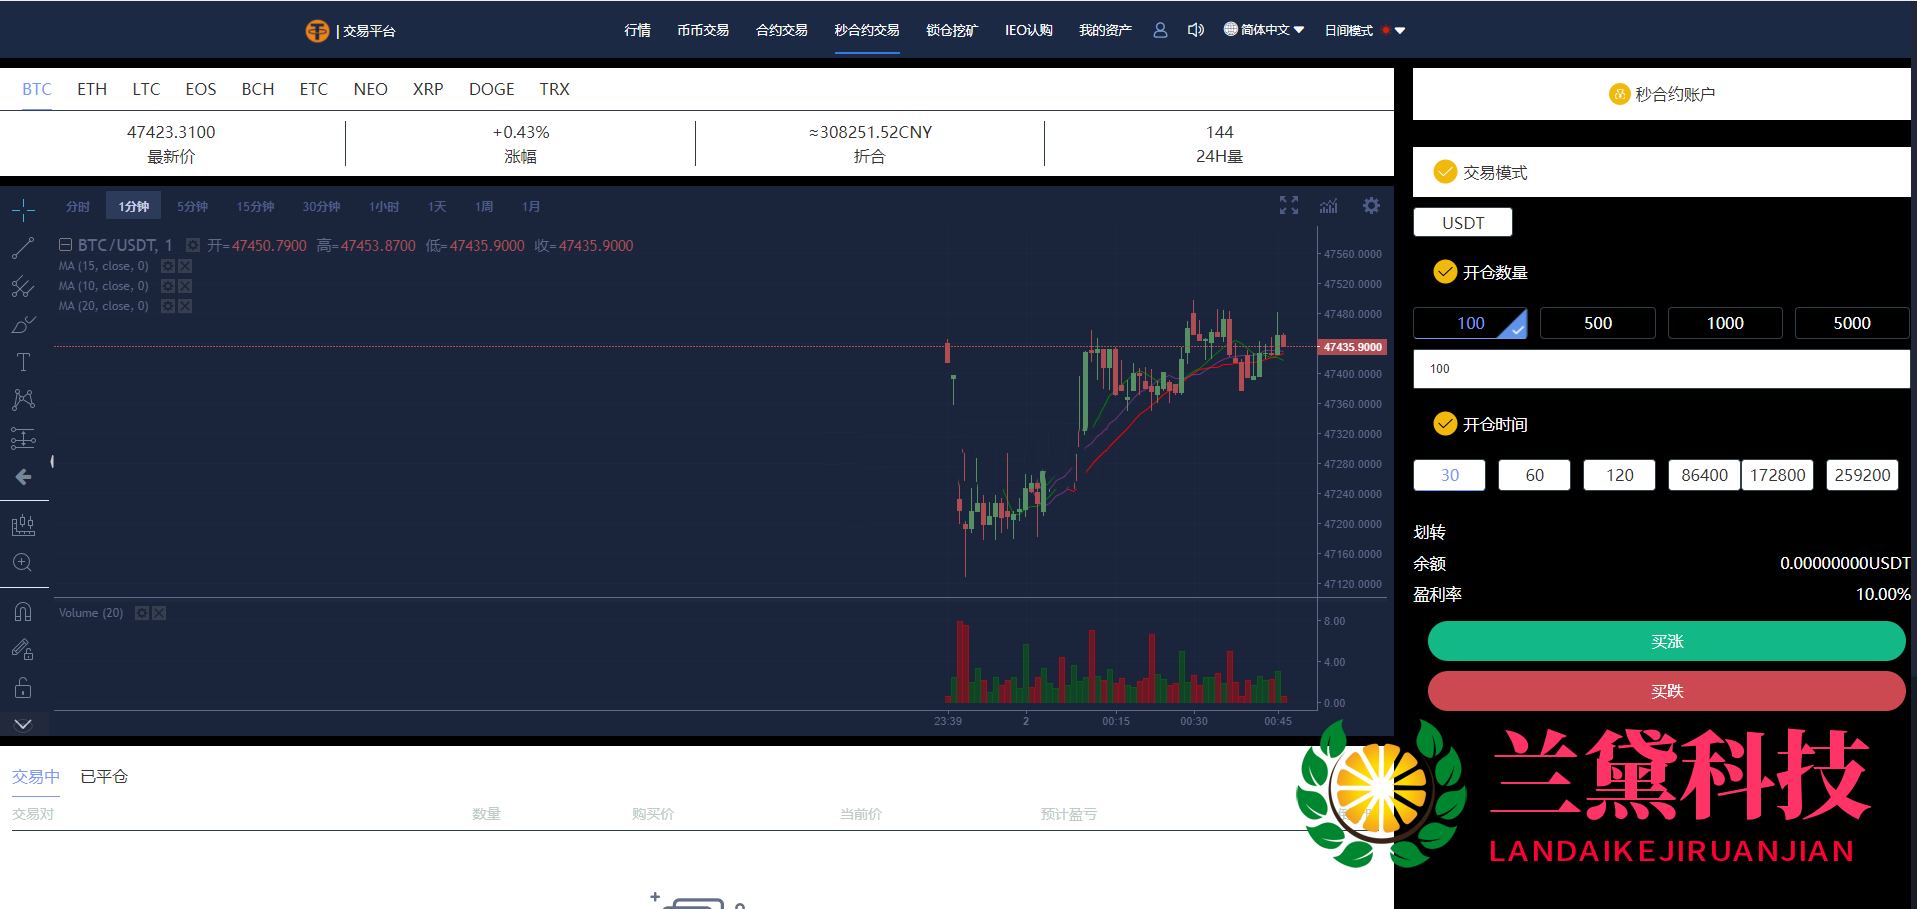 | 交易平台
行情 币币交易 合约交易 秒合约交易 锁仓挖矿 IEO认购 我的资产 简体中文 日间模式
BTC ETH LTC EOS BCH ETC NEO XRP DOGE TRX
47423.3100 +0.43% ≈308251.52CNY 144
最新价 涨幅 折合 24H量
分时 1分钟 5分钟 15分钟 30分钟 1小时 1天 1周 1月
BTC/USDT, 1 开=47450.7900 高=47453.8700 低=47435.9000 收=47435.9000
MA (15, close, 0)
MA (10, close, 0)
MA (20, close, 0)
47560.0000
47520.0000
47480.0000
47435.9000
47400.0000
47360.0000
47320.0000
47280.0000
47240.0000
47200.0000
47160.0000
47120.0000
Volume (20)
8.00
4.00
0.00
23:39 2 00:15 00:30 00:45
交易中 已平仓
交易对 数量 购买价 当前价 预计盈亏
秒合约账户
交易模式
USDT
开仓数量
100 500 1000 5000
100
开仓时间
30 60 120 86400 172800 259200
划转
余额 0.00000000USDT
盈利率 10.00%
买涨
买跌
兰黛科技
LANDAIKEJIRUANJIAN